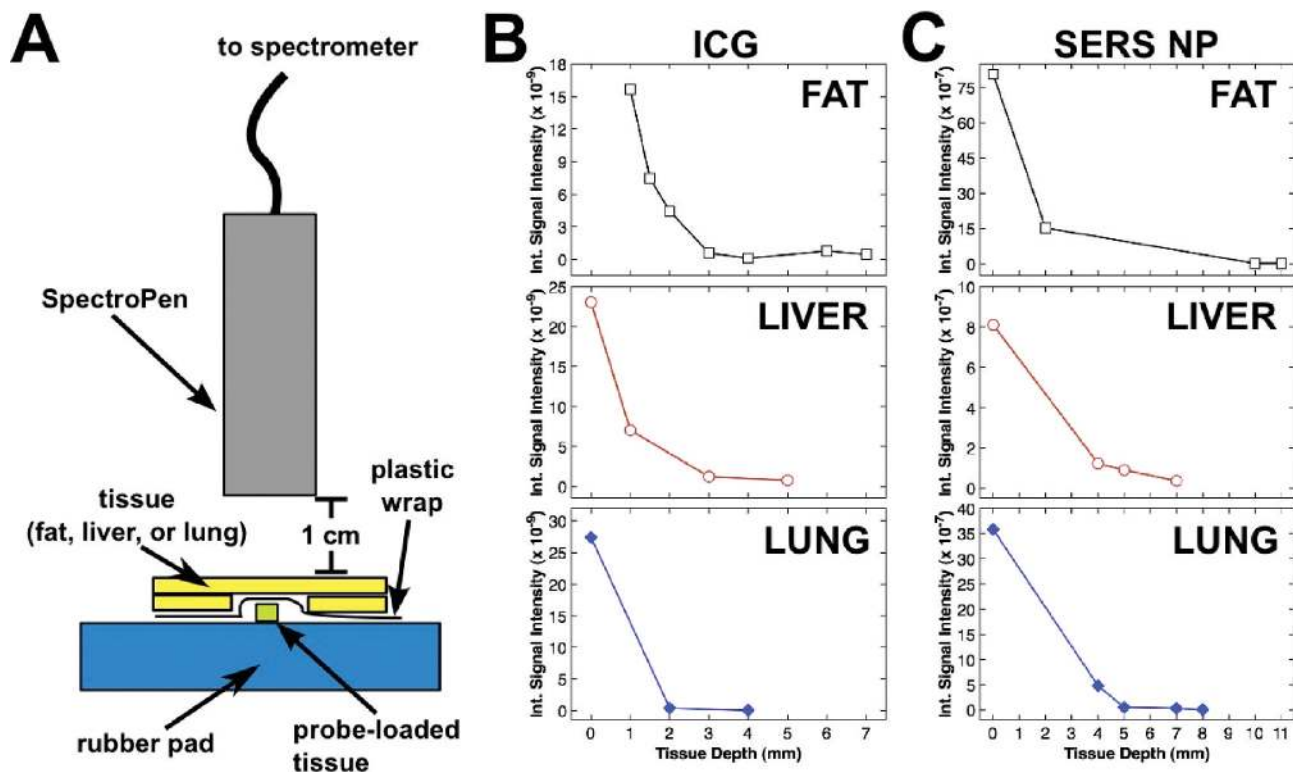 A
to spectrometer
SpectroPen
tissue
(fat, liver, or lung)
1 cm
plastic
wrap
rubber pad
probe-loaded
tissue
B
ICG
FAT
Int. Signal Intensity (x 10⁻⁹)
18
15
12
9
6
3
0
LIVER
Int. Signal Intensity (x 10⁻⁹)
25
20
15
10
5
0
LUNG
Int. Signal Intensity (x 10⁻⁹)
30
25
20
15
10
5
0
0 1 2 3 4 5 6 7
Tissue Depth (mm)
C
SERS NP
FAT
Int. Signal Intensity (x 10⁻⁷)
75
60
45
30
15
0
LIVER
Int. Signal Intensity (x 10⁻⁷)
10
8
6
4
2
0
LUNG
Int. Signal Intensity (x 10⁻⁷)
40
35
30
25
20
15
10
5
0
0 1 2 3 4 5 6 7 8 9 10 11
Tissue Depth (mm)